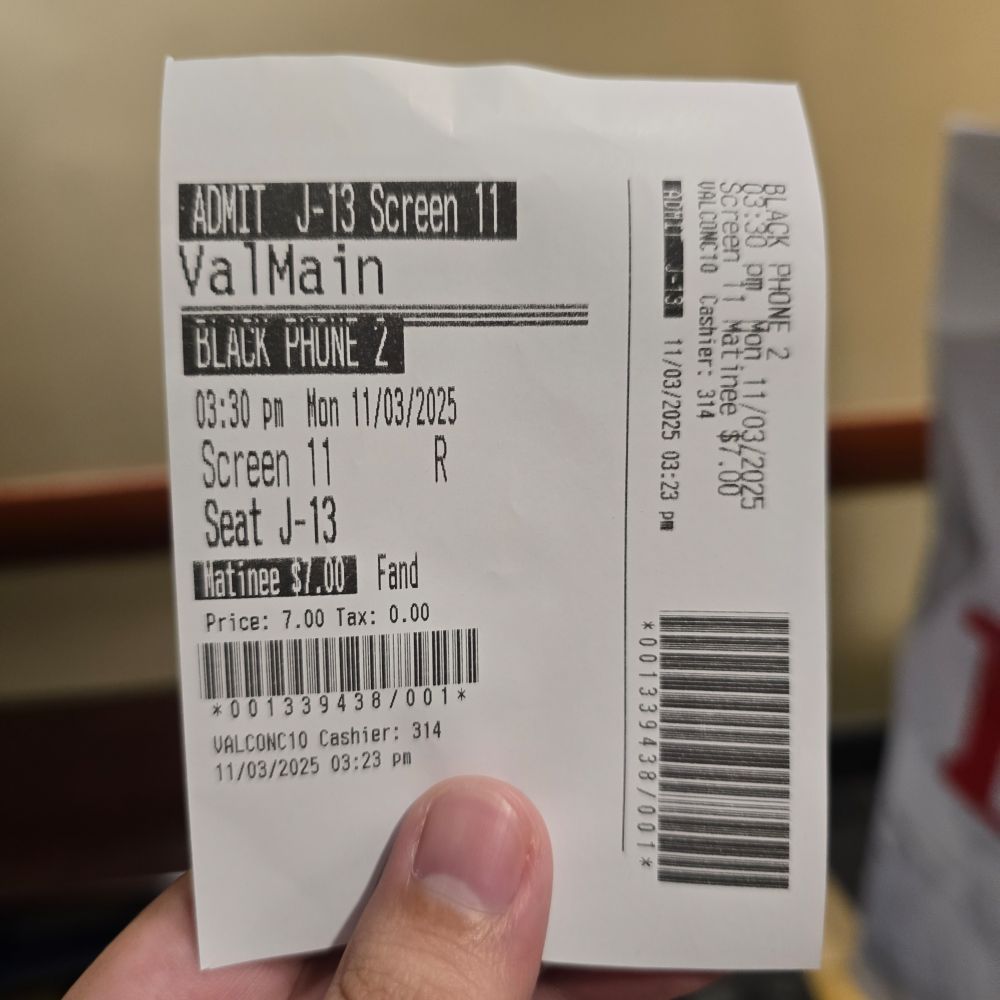 ADMIT J-13 Screen 11
ValMain
BLACK PHONE 2
03:30 pm Mon 11/03/2025
Screen 11 R
Seat J-13
Matinee $7.00 Fand
Price: 7.00 Tax: 0.00
*001339438/001*
VALCONC10 Cashier: 314
11/03/2025 03:23 pm
BLACK PHONE 2
03:30 pm, Mon, 11/03/2025
Screen 11 Matinee $7.00
VALCONC10 Cashier: 314
ADMIT J-13 11/03/2025 03:23 pm
*001339438/001*